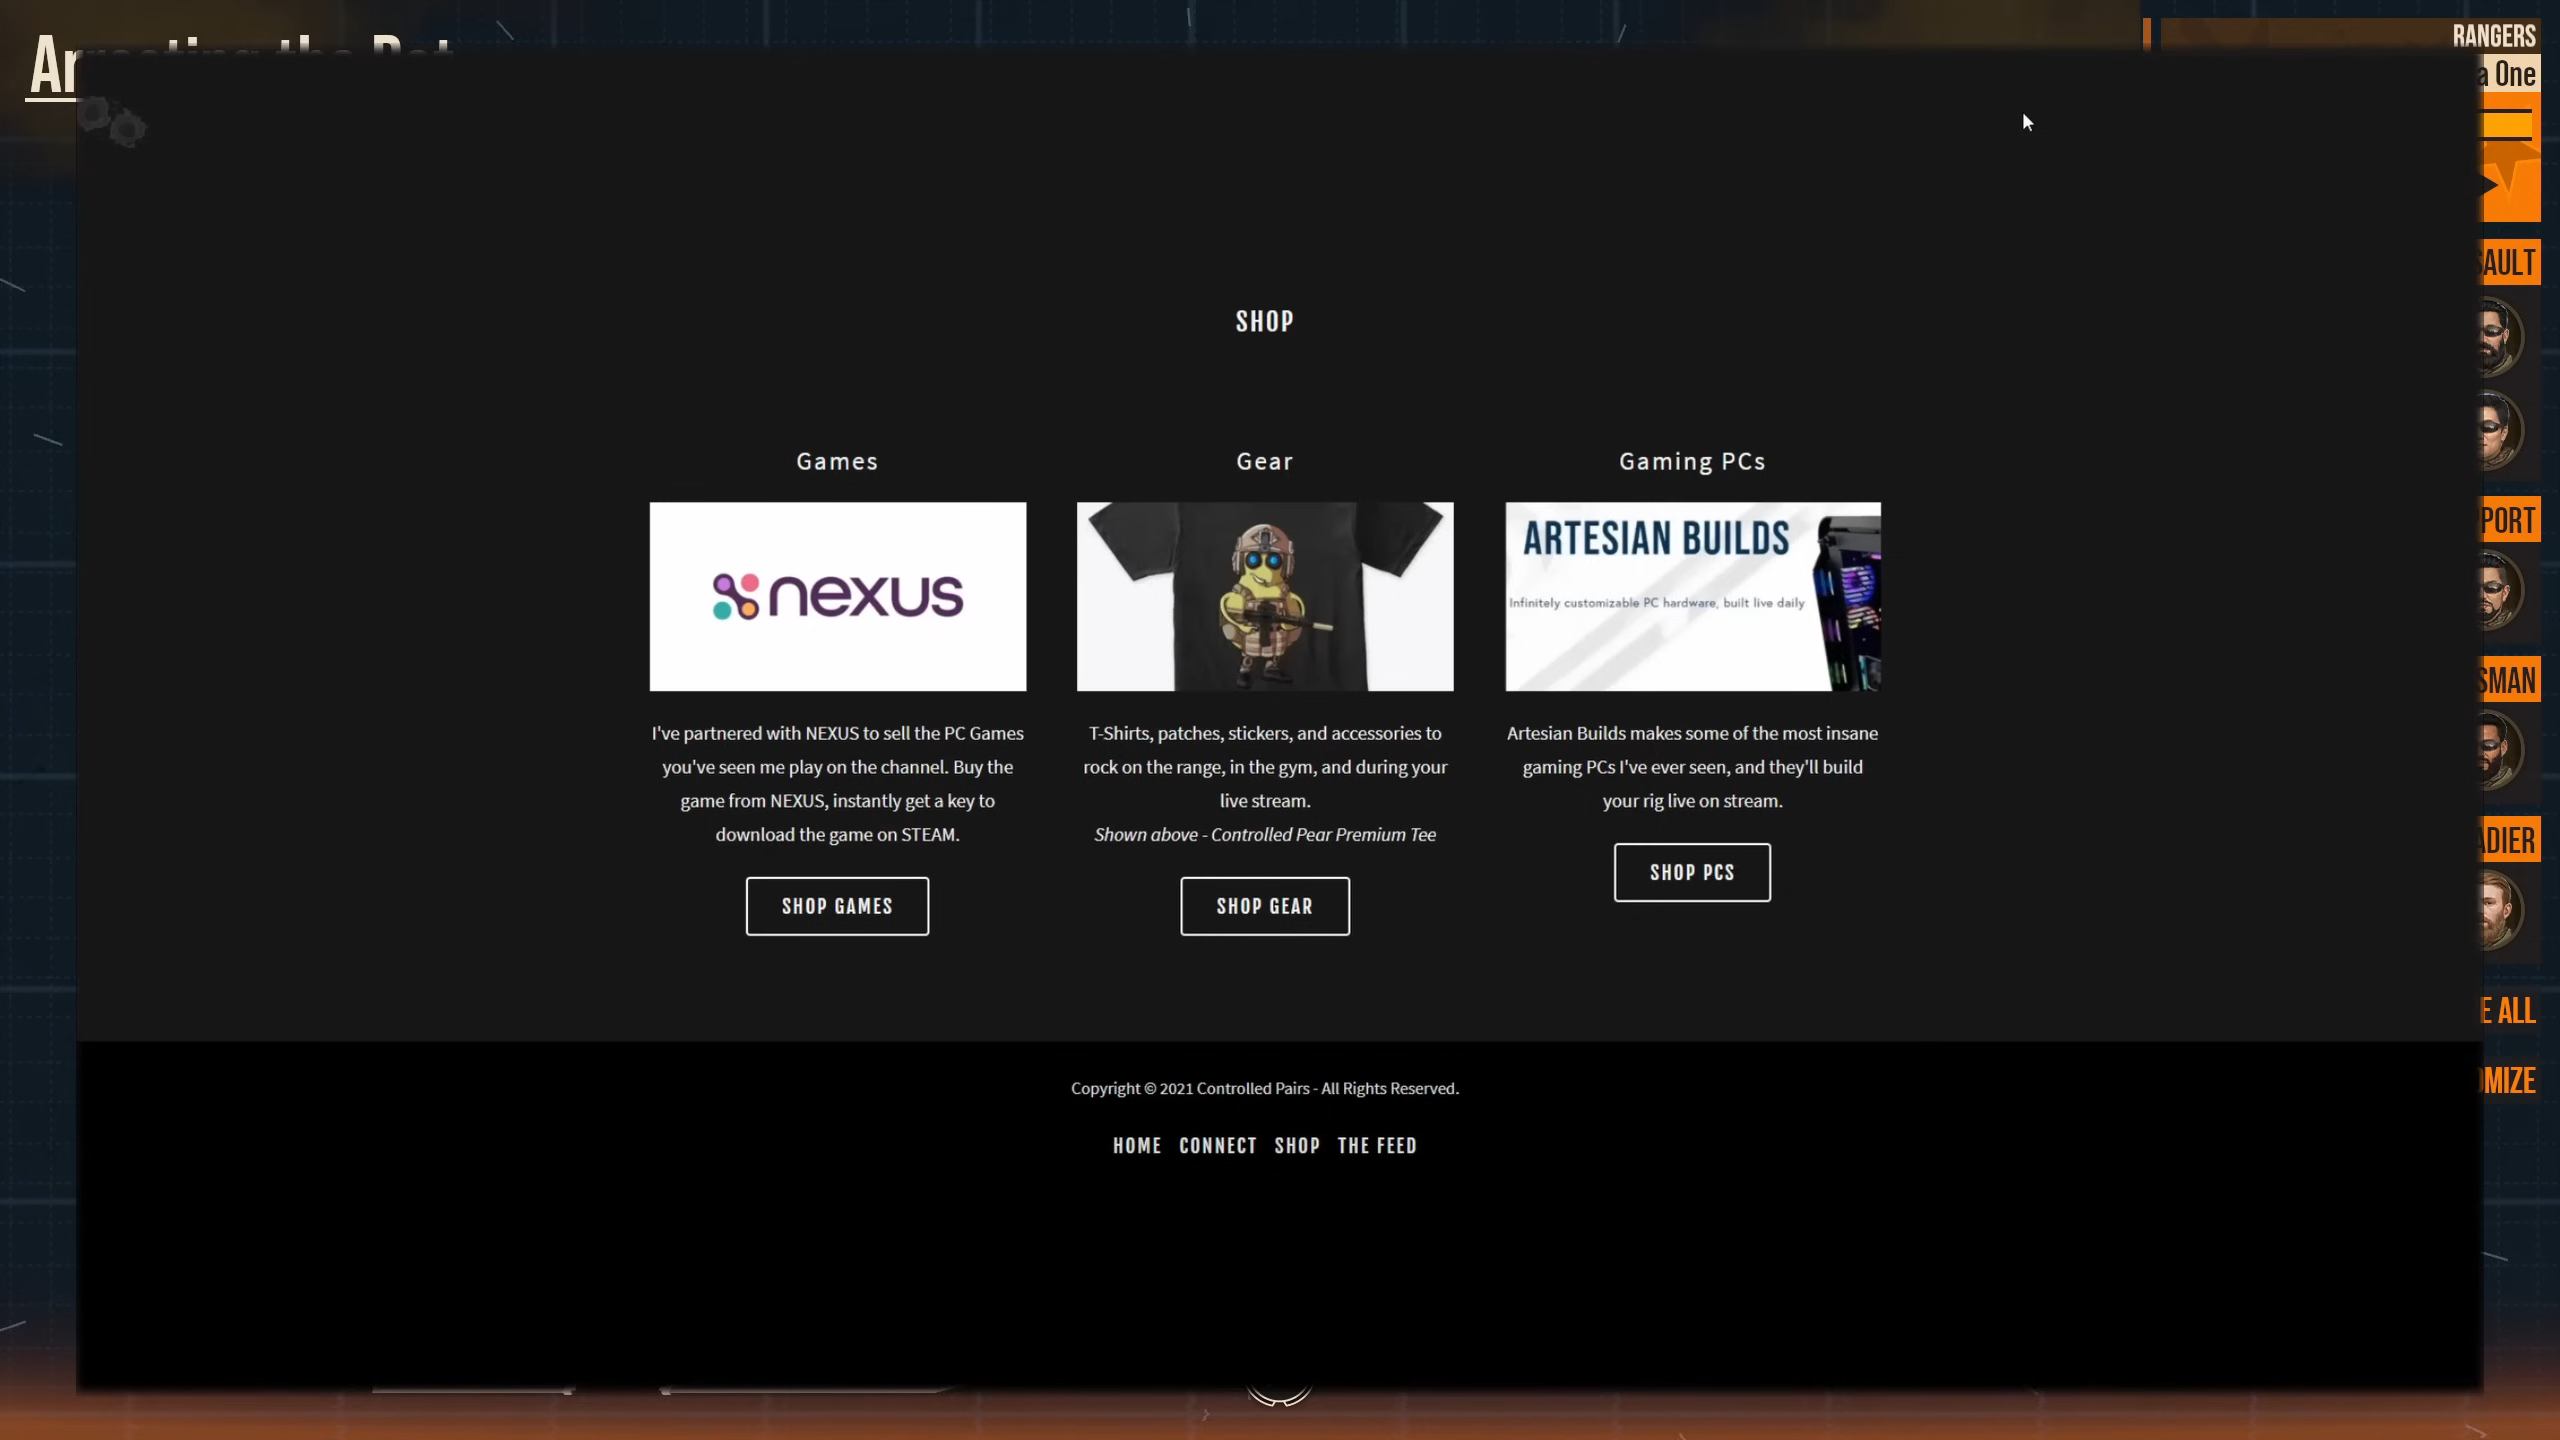 RANGERS
One
SHOP
Games
Gear
Gaming PCs
nexus
ARTESIAN BUILDS
Infinitely customizable PC hardware, built live daily
I've partnered with NEXUS to sell the PC Games
you've seen me play on the channel. Buy the
game from NEXUS, instantly get a key to
download the game on STEAM.
SHOP GAMES
T-Shirts, patches, stickers, and accessories to
rock on the range, in the gym, and during your
live stream.
Shown above - Controlled Pear Premium Tee
SHOP GEAR
Artesian Builds makes some of the most insane
gaming PCs I've ever seen, and they'll build
your rig live on stream.
SHOP PCS
Copyright © 2021 Controlled Pairs - All Rights Reserved.
HOME CONNECT SHOP THE FEED
ALL